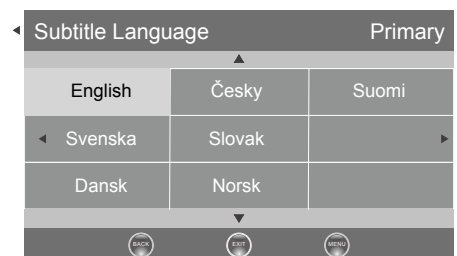 Subtitle Language Primary
English Česky Suomi
Svenska Slovak
Dansk Norsk
BACK EXIT MENU